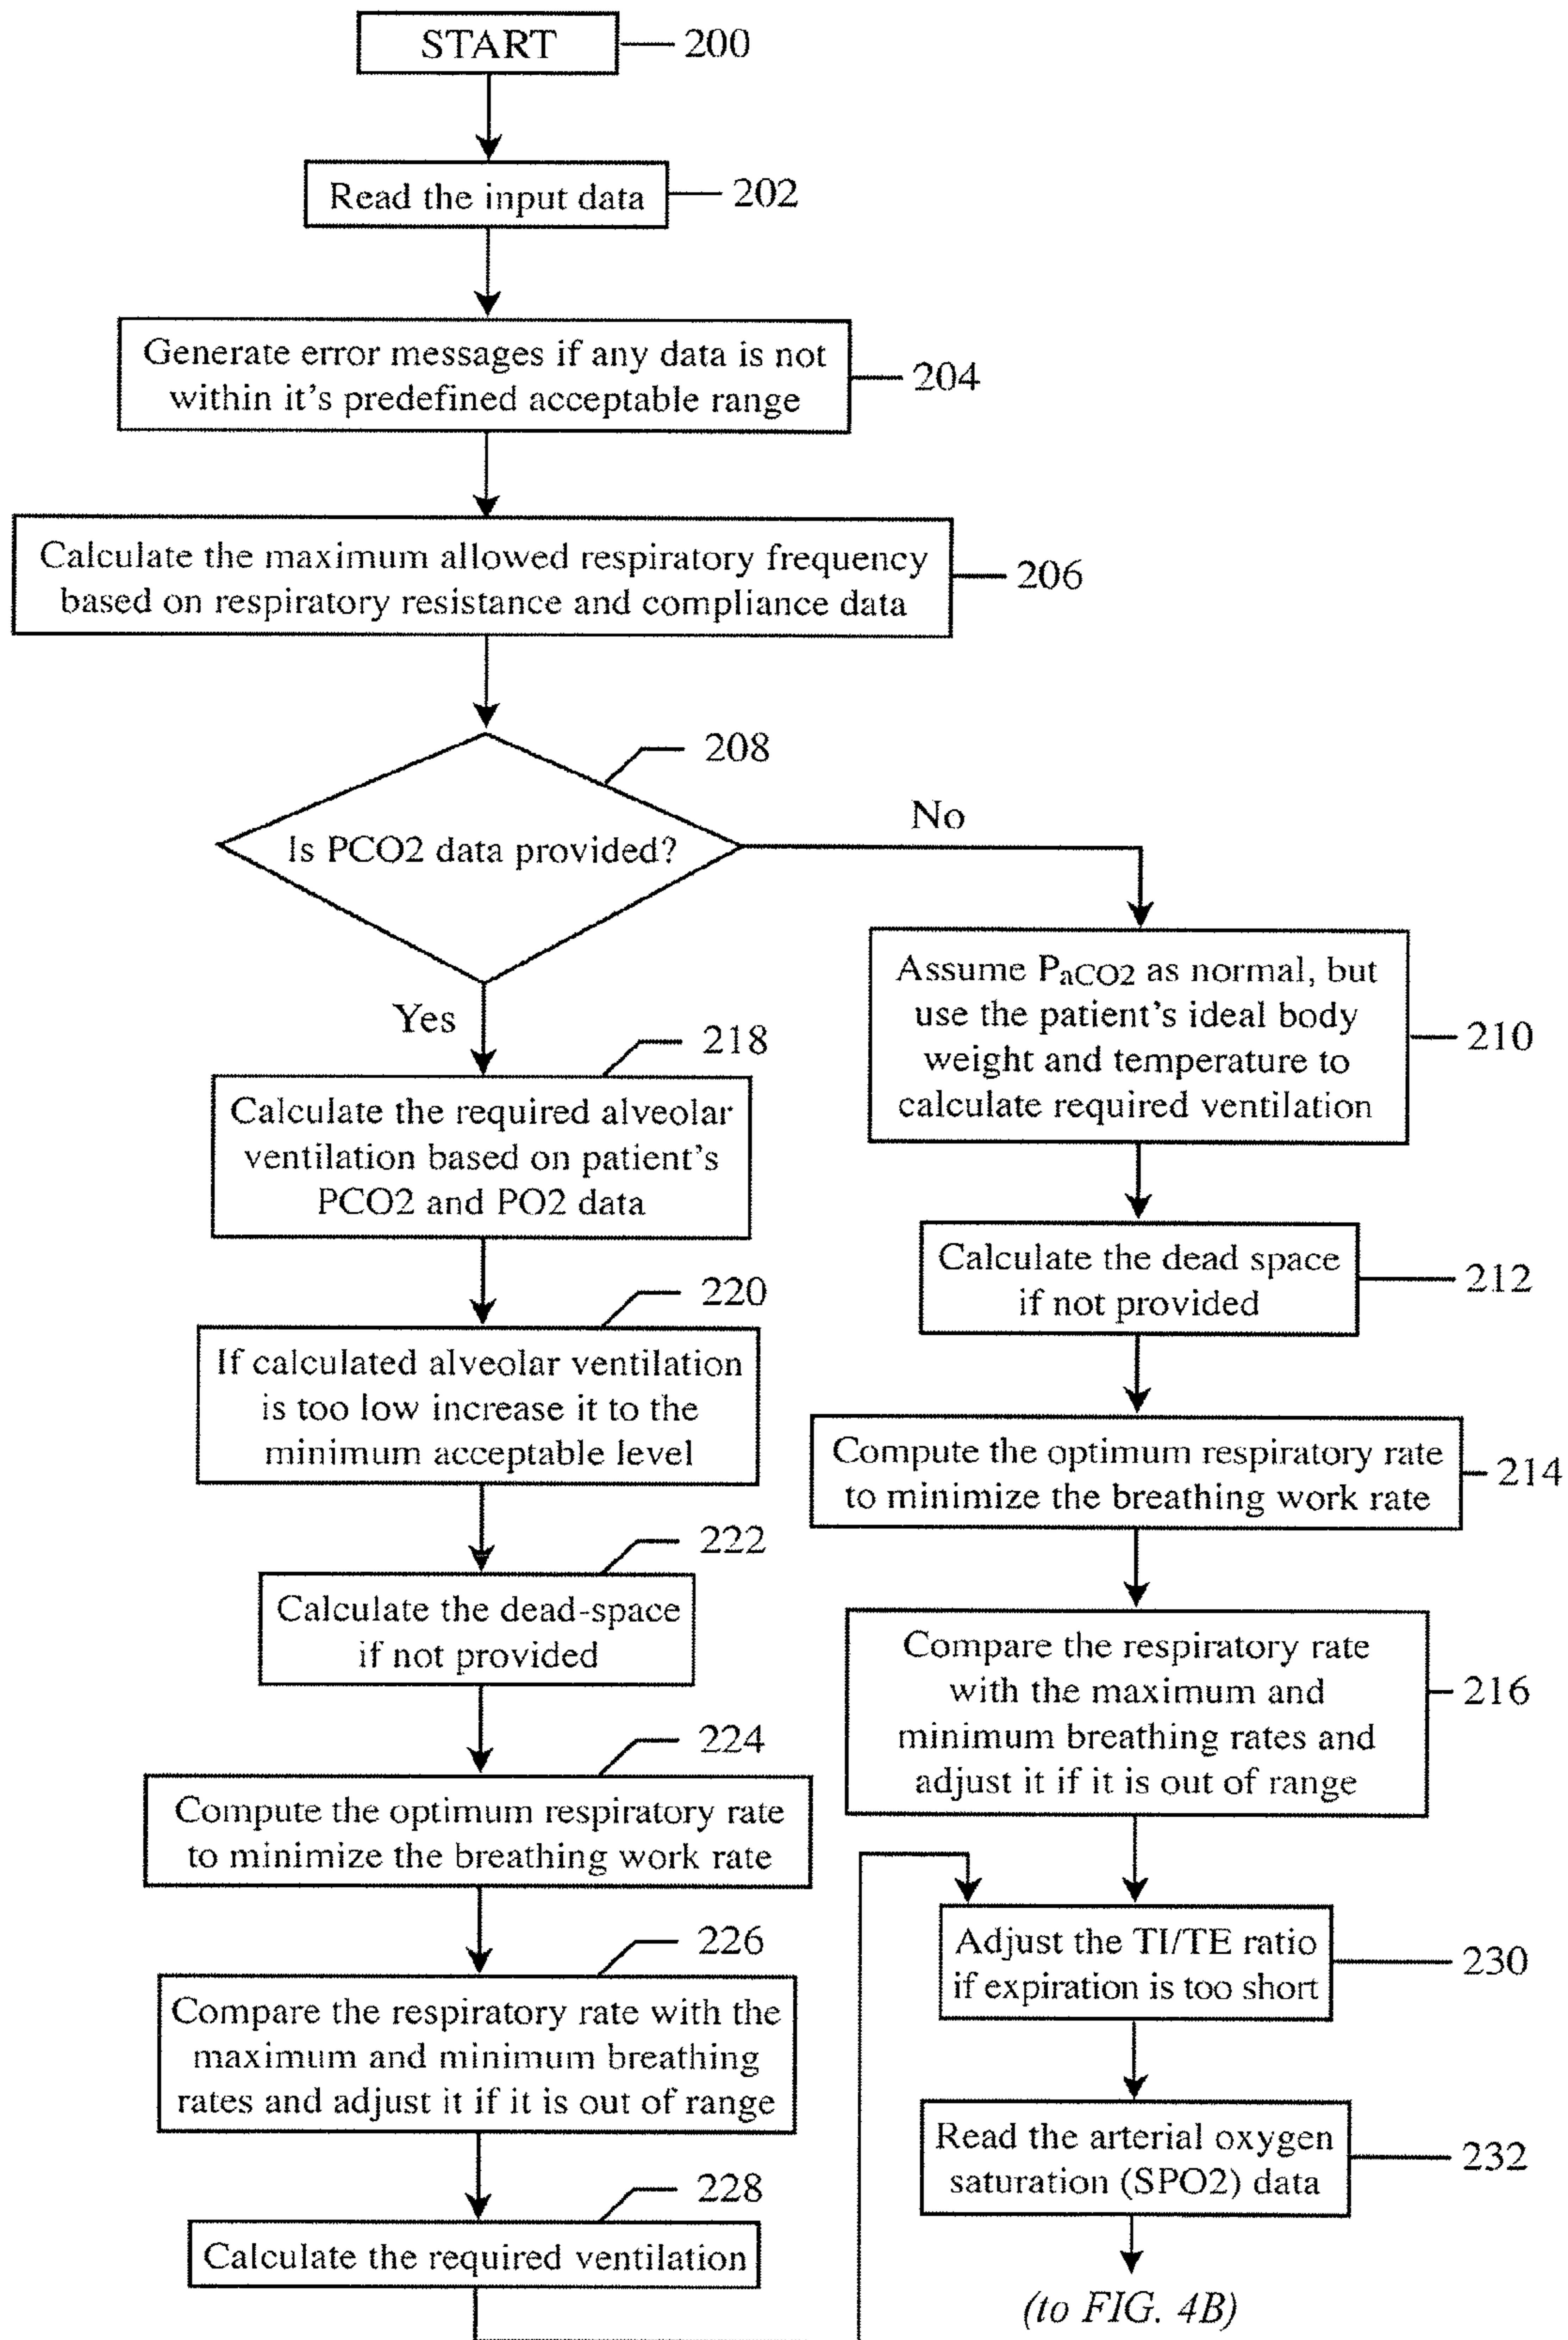 START
200
Read the input data
202
Generate error messages if any data is not
within it's predefined acceptable range
204
Calculate the maximum allowed respiratory frequency
based on respiratory resistance and compliance data
206
208
Is PCO2 data provided?
No
Yes
Assume PaCO2 as normal, but
use the patient's ideal body
weight and temperature to
calculate required ventilation
210
Calculate the dead space
if not provided
212
Compute the optimum respiratory rate
to minimize the breathing work rate
214
Compare the respiratory rate
with the maximum and
minimum breathing rates and
adjust it if it is out of range
216
218
Calculate the required alveolar
ventilation based on patient's
PCO2 and PO2 data
220
If calculated alveolar ventilation
is too low increase it to the
minimum acceptable level
222
Calculate the dead-space
if not provided
224
Compute the optimum respiratory rate
to minimize the breathing work rate
226
Compare the respiratory rate with the
maximum and minimum breathing
rates and adjust it if it is out of range
228
Calculate the required ventilation
Adjust the TI/TE ratio
if expiration is too short
230
Read the arterial oxygen
saturation (SPO2) data
232
(to FIG. 4B)